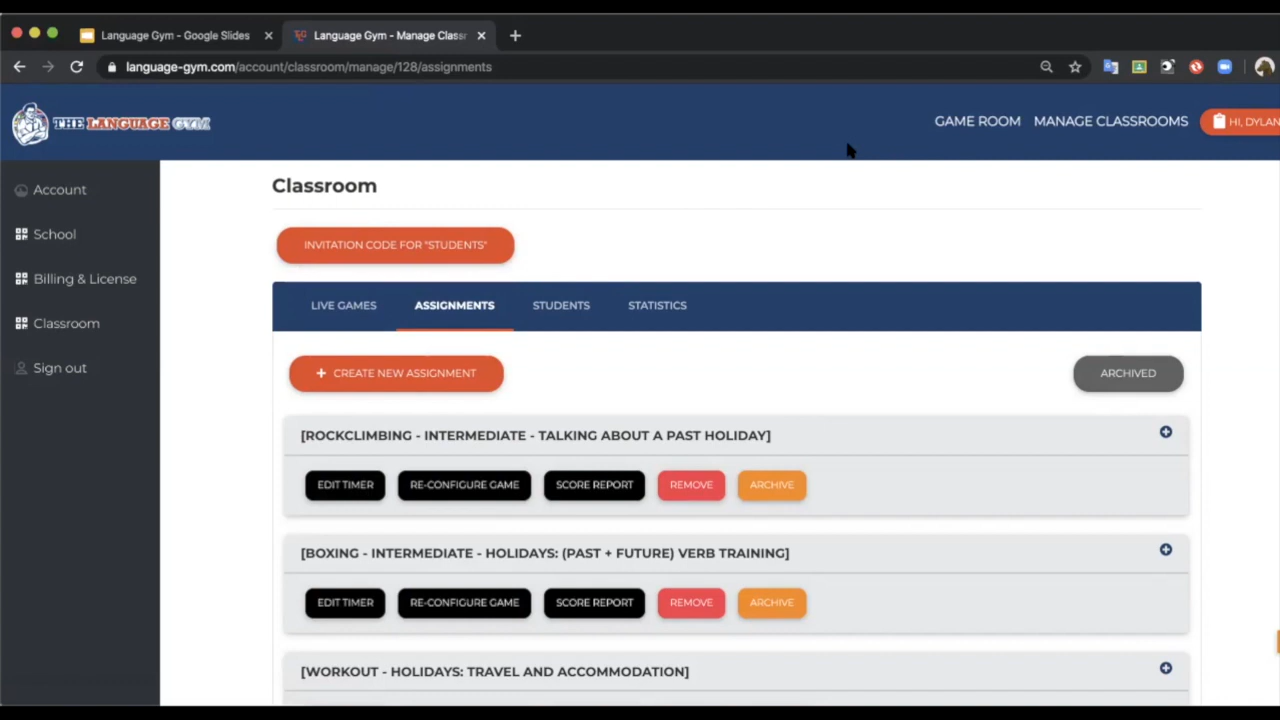 Language Gym - Google Slides
Language Gym - Manage Classr
language-gym.com/account/classroom/manage/128/assignments
THE LANGUAGE GYM
GAME ROOM MANAGE CLASSROOMS HI, DYLAN
Account
School
Billing & License
Classroom
Sign out
Classroom
INVITATION CODE FOR "STUDENTS"
LIVE GAMES ASSIGNMENTS STUDENTS STATISTICS
+ CREATE NEW ASSIGNMENT ARCHIVED
[ROCKCLIMBING - INTERMEDIATE - TALKING ABOUT A PAST HOLIDAY]
EDIT TIMER RE-CONFIGURE GAME SCORE REPORT REMOVE ARCHIVE
[BOXING - INTERMEDIATE - HOLIDAYS: (PAST + FUTURE) VERB TRAINING]
EDIT TIMER RE-CONFIGURE GAME SCORE REPORT REMOVE ARCHIVE
[WORKOUT - HOLIDAYS: TRAVEL AND ACCOMMODATION]